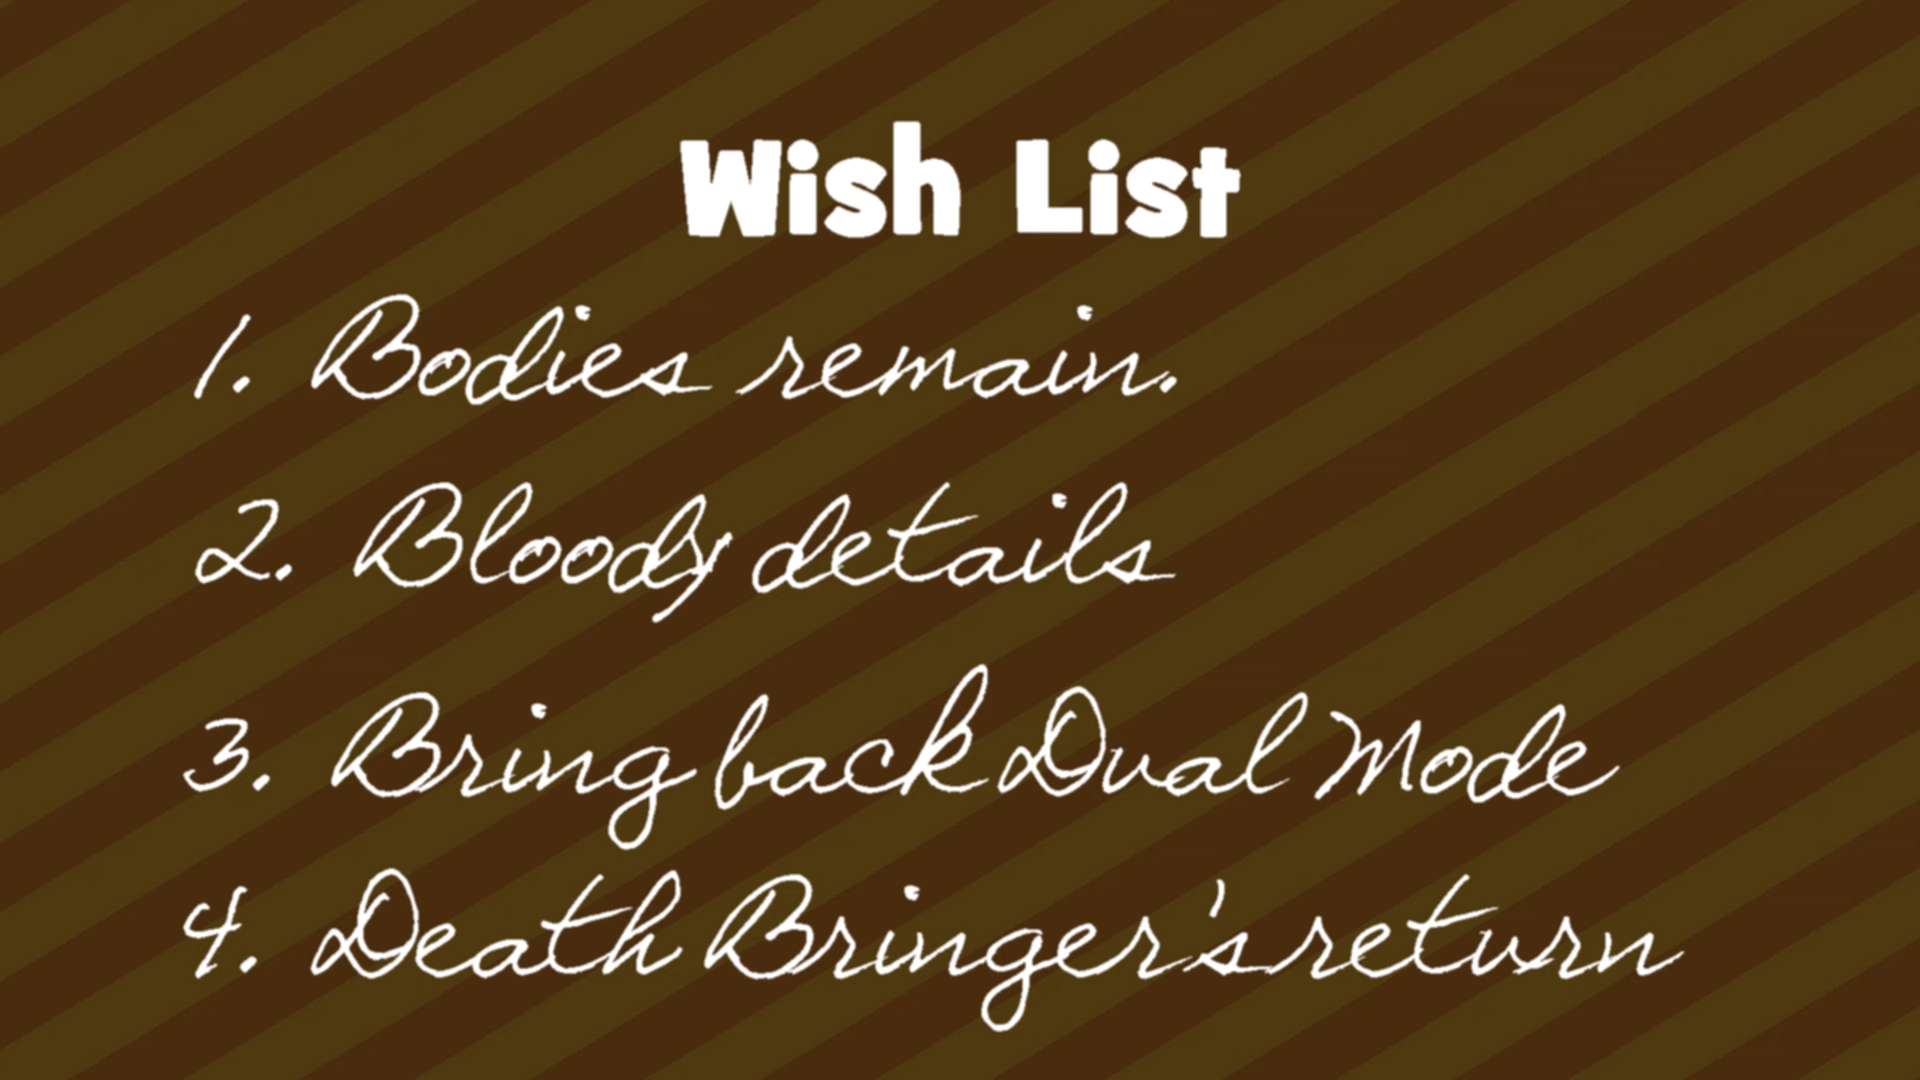 Wish List
1. Bodies remain.
2. Bloody details
3. Bring back Dual Mode
4. Death Bringer's return